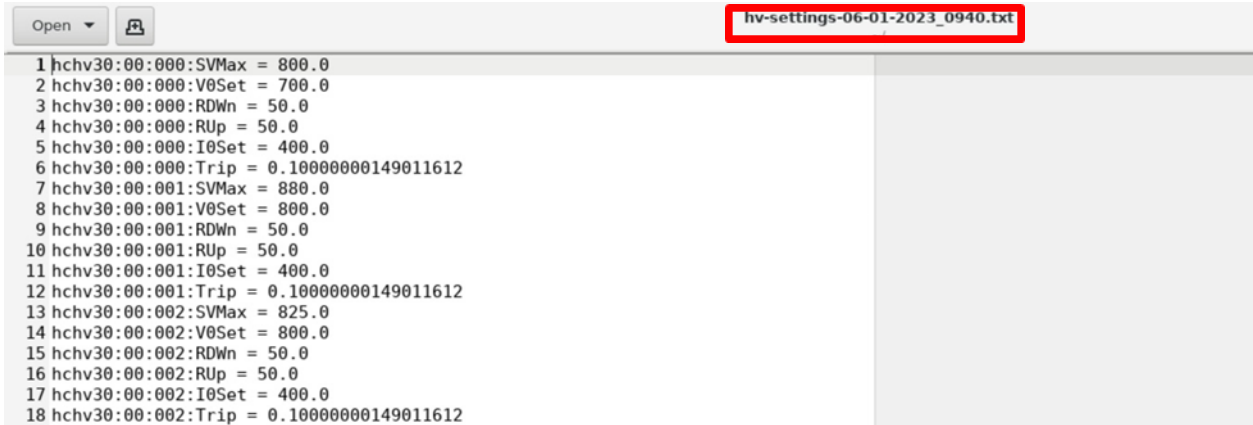 Open
hv-settings-06-01-2023_0940.txt
1 hchv30:00:000:SVMax = 800.0
2 hchv30:00:000:V0Set = 700.0
3 hchv30:00:000:RDWn = 50.0
4 hchv30:00:000:RUp = 50.0
5 hchv30:00:000:I0Set = 400.0
6 hchv30:00:000:Trip = 0.10000000149011612
7 hchv30:00:001:SVMax = 880.0
8 hchv30:00:001:V0Set = 800.0
9 hchv30:00:001:RDWn = 50.0
10 hchv30:00:001:RUp = 50.0
11 hchv30:00:001:I0Set = 400.0
12 hchv30:00:001:Trip = 0.10000000149011612
13 hchv30:00:002:SVMax = 825.0
14 hchv30:00:002:V0Set = 800.0
15 hchv30:00:002:RDWn = 50.0
16 hchv30:00:002:RUp = 50.0
17 hchv30:00:002:I0Set = 400.0
18 hchv30:00:002:Trip = 0.10000000149011612